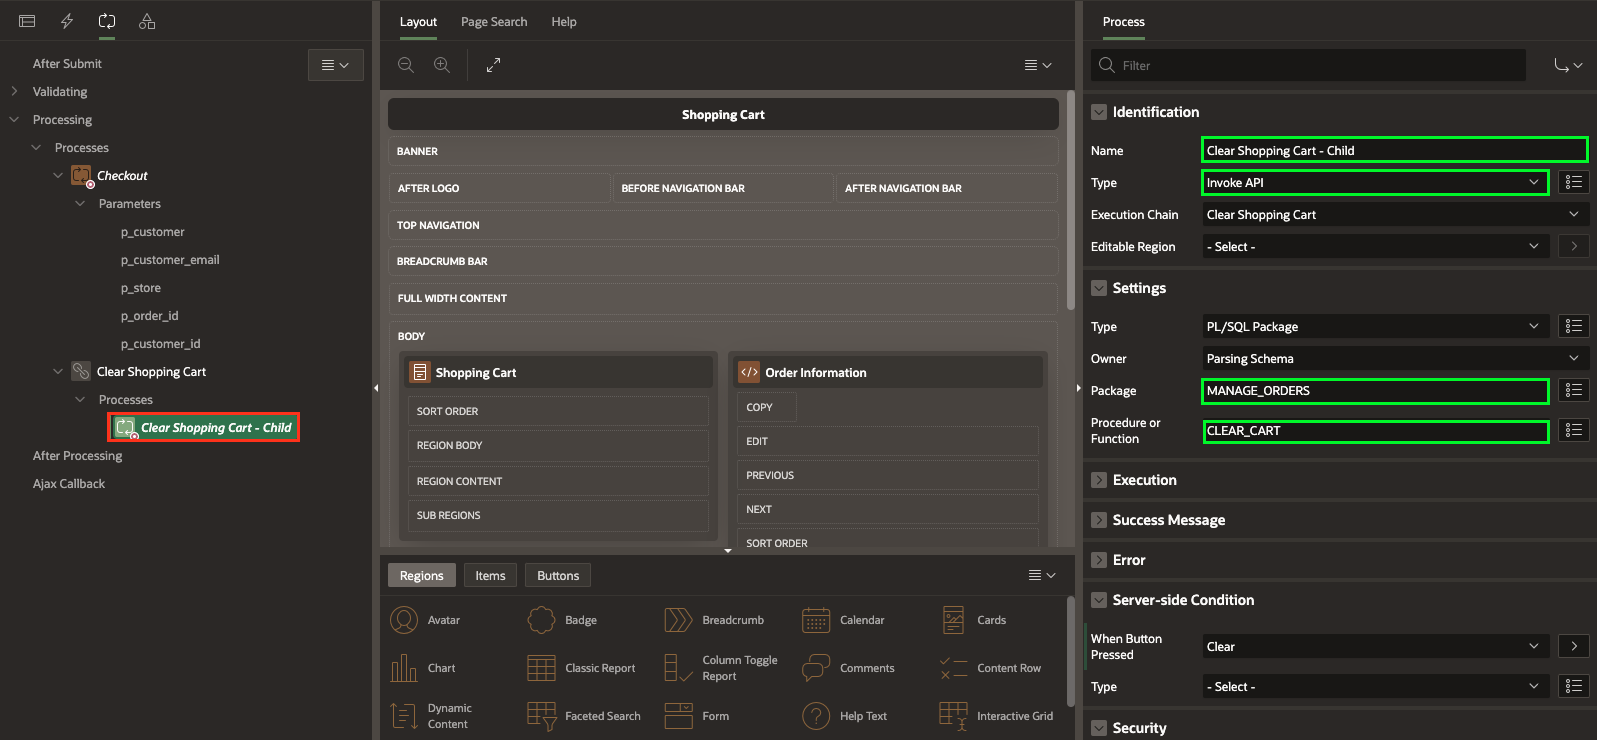 After Submit
Validating
Processing
Processes
Checkout
Parameters
p_customer
p_customer_email
p_store
p_order_id
p_customer_id
Clear Shopping Cart
Processes
Clear Shopping Cart - Child
After Processing
Ajax Callback
Layout
Page Search
Help
Shopping Cart
BANNER
AFTER LOGO
BEFORE NAVIGATION BAR
AFTER NAVIGATION BAR
TOP NAVIGATION
BREADCRUMB BAR
FULL WIDTH CONTENT
BODY
Shopping Cart
SORT ORDER
REGION BODY
REGION CONTENT
SUB REGIONS
Order Information
COPY
EDIT
PREVIOUS
NEXT
SORT ORDER
Regions
Items
Buttons
Avatar
Badge
Breadcrumb
Calendar
Cards
Chart
Classic Report
Column Toggle
Report
Comments
Content Row
Dynamic
Content
Faceted Search
Form
Help Text
Interactive Grid
Process
Filter
Identification
Name
Clear Shopping Cart - Child
Type
Invoke API
Execution Chain
Clear Shopping Cart
Editable Region
- Select -
Settings
Type
PL/SQL Package
Owner
Parsing Schema
Package
MANAGE_ORDERS
Procedure or
Function
CLEAR_CART
Execution
Success Message
Error
Server-side Condition
When Button
Pressed
Clear
Type
- Select -
Security